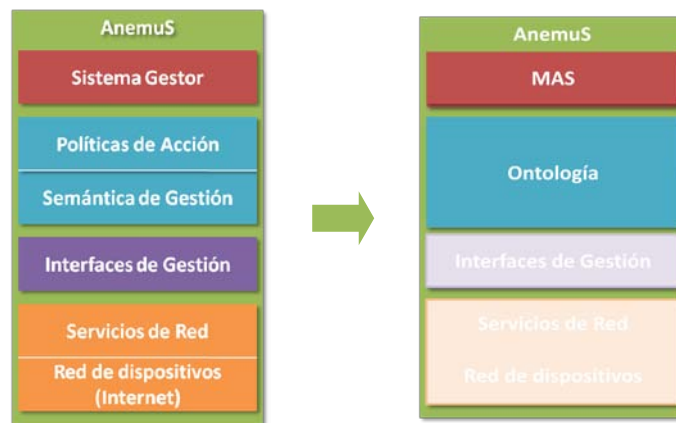 AnemuS
Sistema Gestor
Políticas de Acción
Semántica de Gestión
Interfaces de Gestión
Servicios de Red
Red de dispositivos
(Internet)
AnemuS
MAS
Ontología
Interfaces de Gestión
Servicios de Red
Red de dispositivos